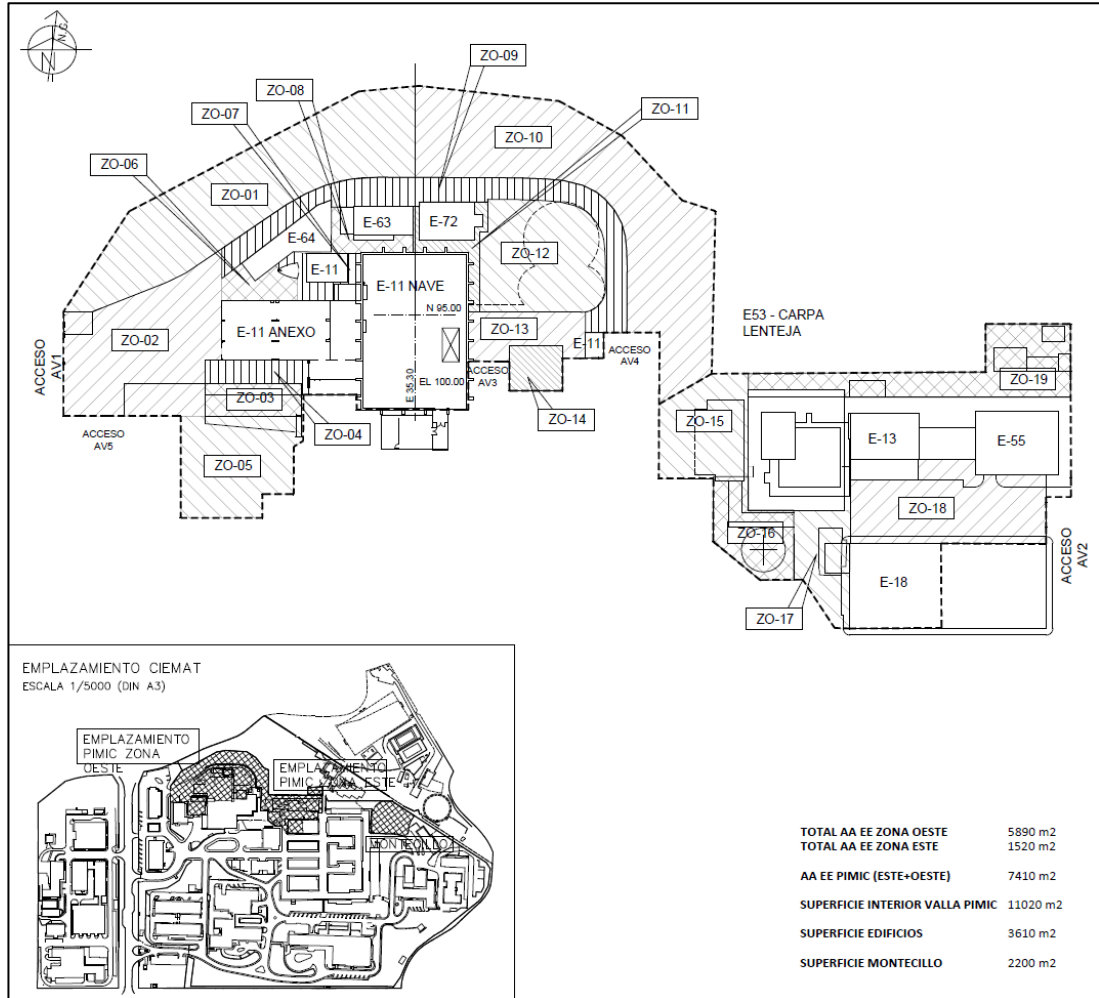 N.G.
N
ZO-09
ZO-08
ZO-07
ZO-11
ZO-10
ZO-06
ZO-01
E-63
E-72
E-64
ZO-12
E-11
E-11 NAVE
N 95.00
E53 - CARPA
LENTEJA
ZO-02
E-11 ANEXO
ZO-13
E-11
ACCESO
AV1
ACCESO
AV4
ACCESO
AV3
EL 100.00
E 35.30
ZO-19
ZO-03
ZO-14
ZO-15
ZO-04
ACCESO
AV5
E-13
E-55
ZO-05
ZO-18
ZO-16
ACCESO
AV2
E-18
ZO-17
EMPLAZAMIENTO CIEMAT
ESCALA 1/5000 (DIN A3)
EMPLAZAMIENTO
PIMIC ZONA
OESTE
EMPLAZAMIENTO
PIMIC ZONA ESTE
MONTECILLO
TOTAL AA EE ZONA OESTE 5890 m2
TOTAL AA EE ZONA ESTE 1520 m2
AA EE PIMIC (ESTE+OESTE) 7410 m2
SUPERFICIE INTERIOR VALLA PIMIC 11020 m2
SUPERFICIE EDIFICIOS 3610 m2
SUPERFICIE MONTECILLO 2200 m2